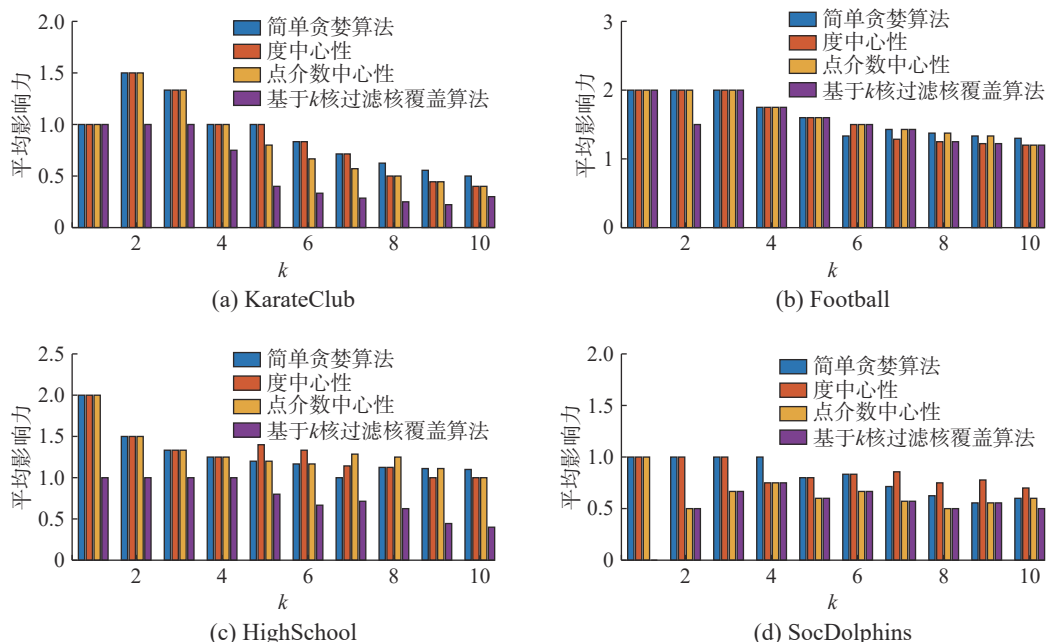 2.0
1.5
1.0
0.5
0
平均影响力
简单贪婪算法
度中心性
点介数中心性
基于k核过滤核覆盖算法
2 4 6 8 10
k
(a) KarateClub
3
2
1
0
平均影响力
简单贪婪算法
度中心性
点介数中心性
基于k核过滤核覆盖算法
2 4 6 8 10
k
(b) Football
2.5
2.0
1.5
1.0
0.5
0
平均影响力
简单贪婪算法
度中心性
点介数中心性
基于k核过滤核覆盖算法
2 4 6 8 10
k
(c) HighSchool
2.0
1.5
1.0
0.5
0
平均影响力
简单贪婪算法
度中心性
点介数中心性
基于k核过滤核覆盖算法
2 4 6 8 10
k
(d) SocDolphins